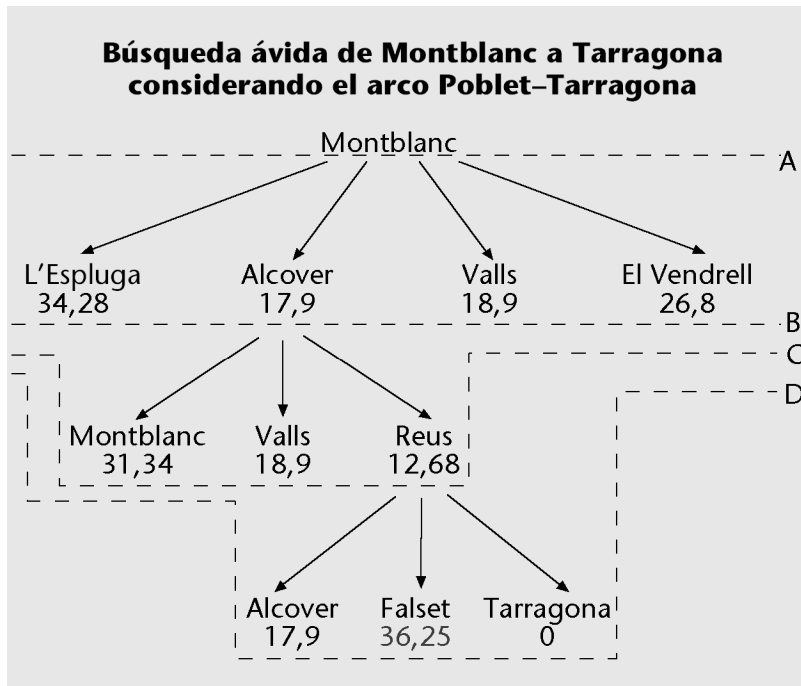 Búsqueda ávida de Montblanc a Tarragona
considerando el arco Poblet–Tarragona
Montblanc
A
L'Espluga Alcover Valls El Vendrell
34,28 17,9 18,9 26,8
B
C
D
Montblanc Valls Reus
31,34 18,9 12,68
Alcover Falset Tarragona
17,9 36,25 0